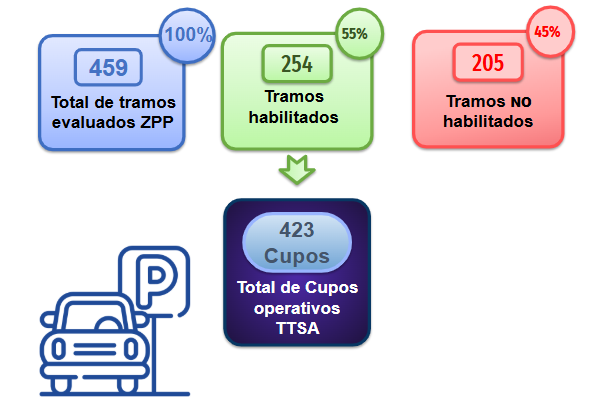 100%
459
Total de tramos
evaluados ZPP
55%
254
Tramos
habilitados
45%
205
Tramos NO
habilitados
423
Cupos
Total de Cupos
operativos
TTSA
P